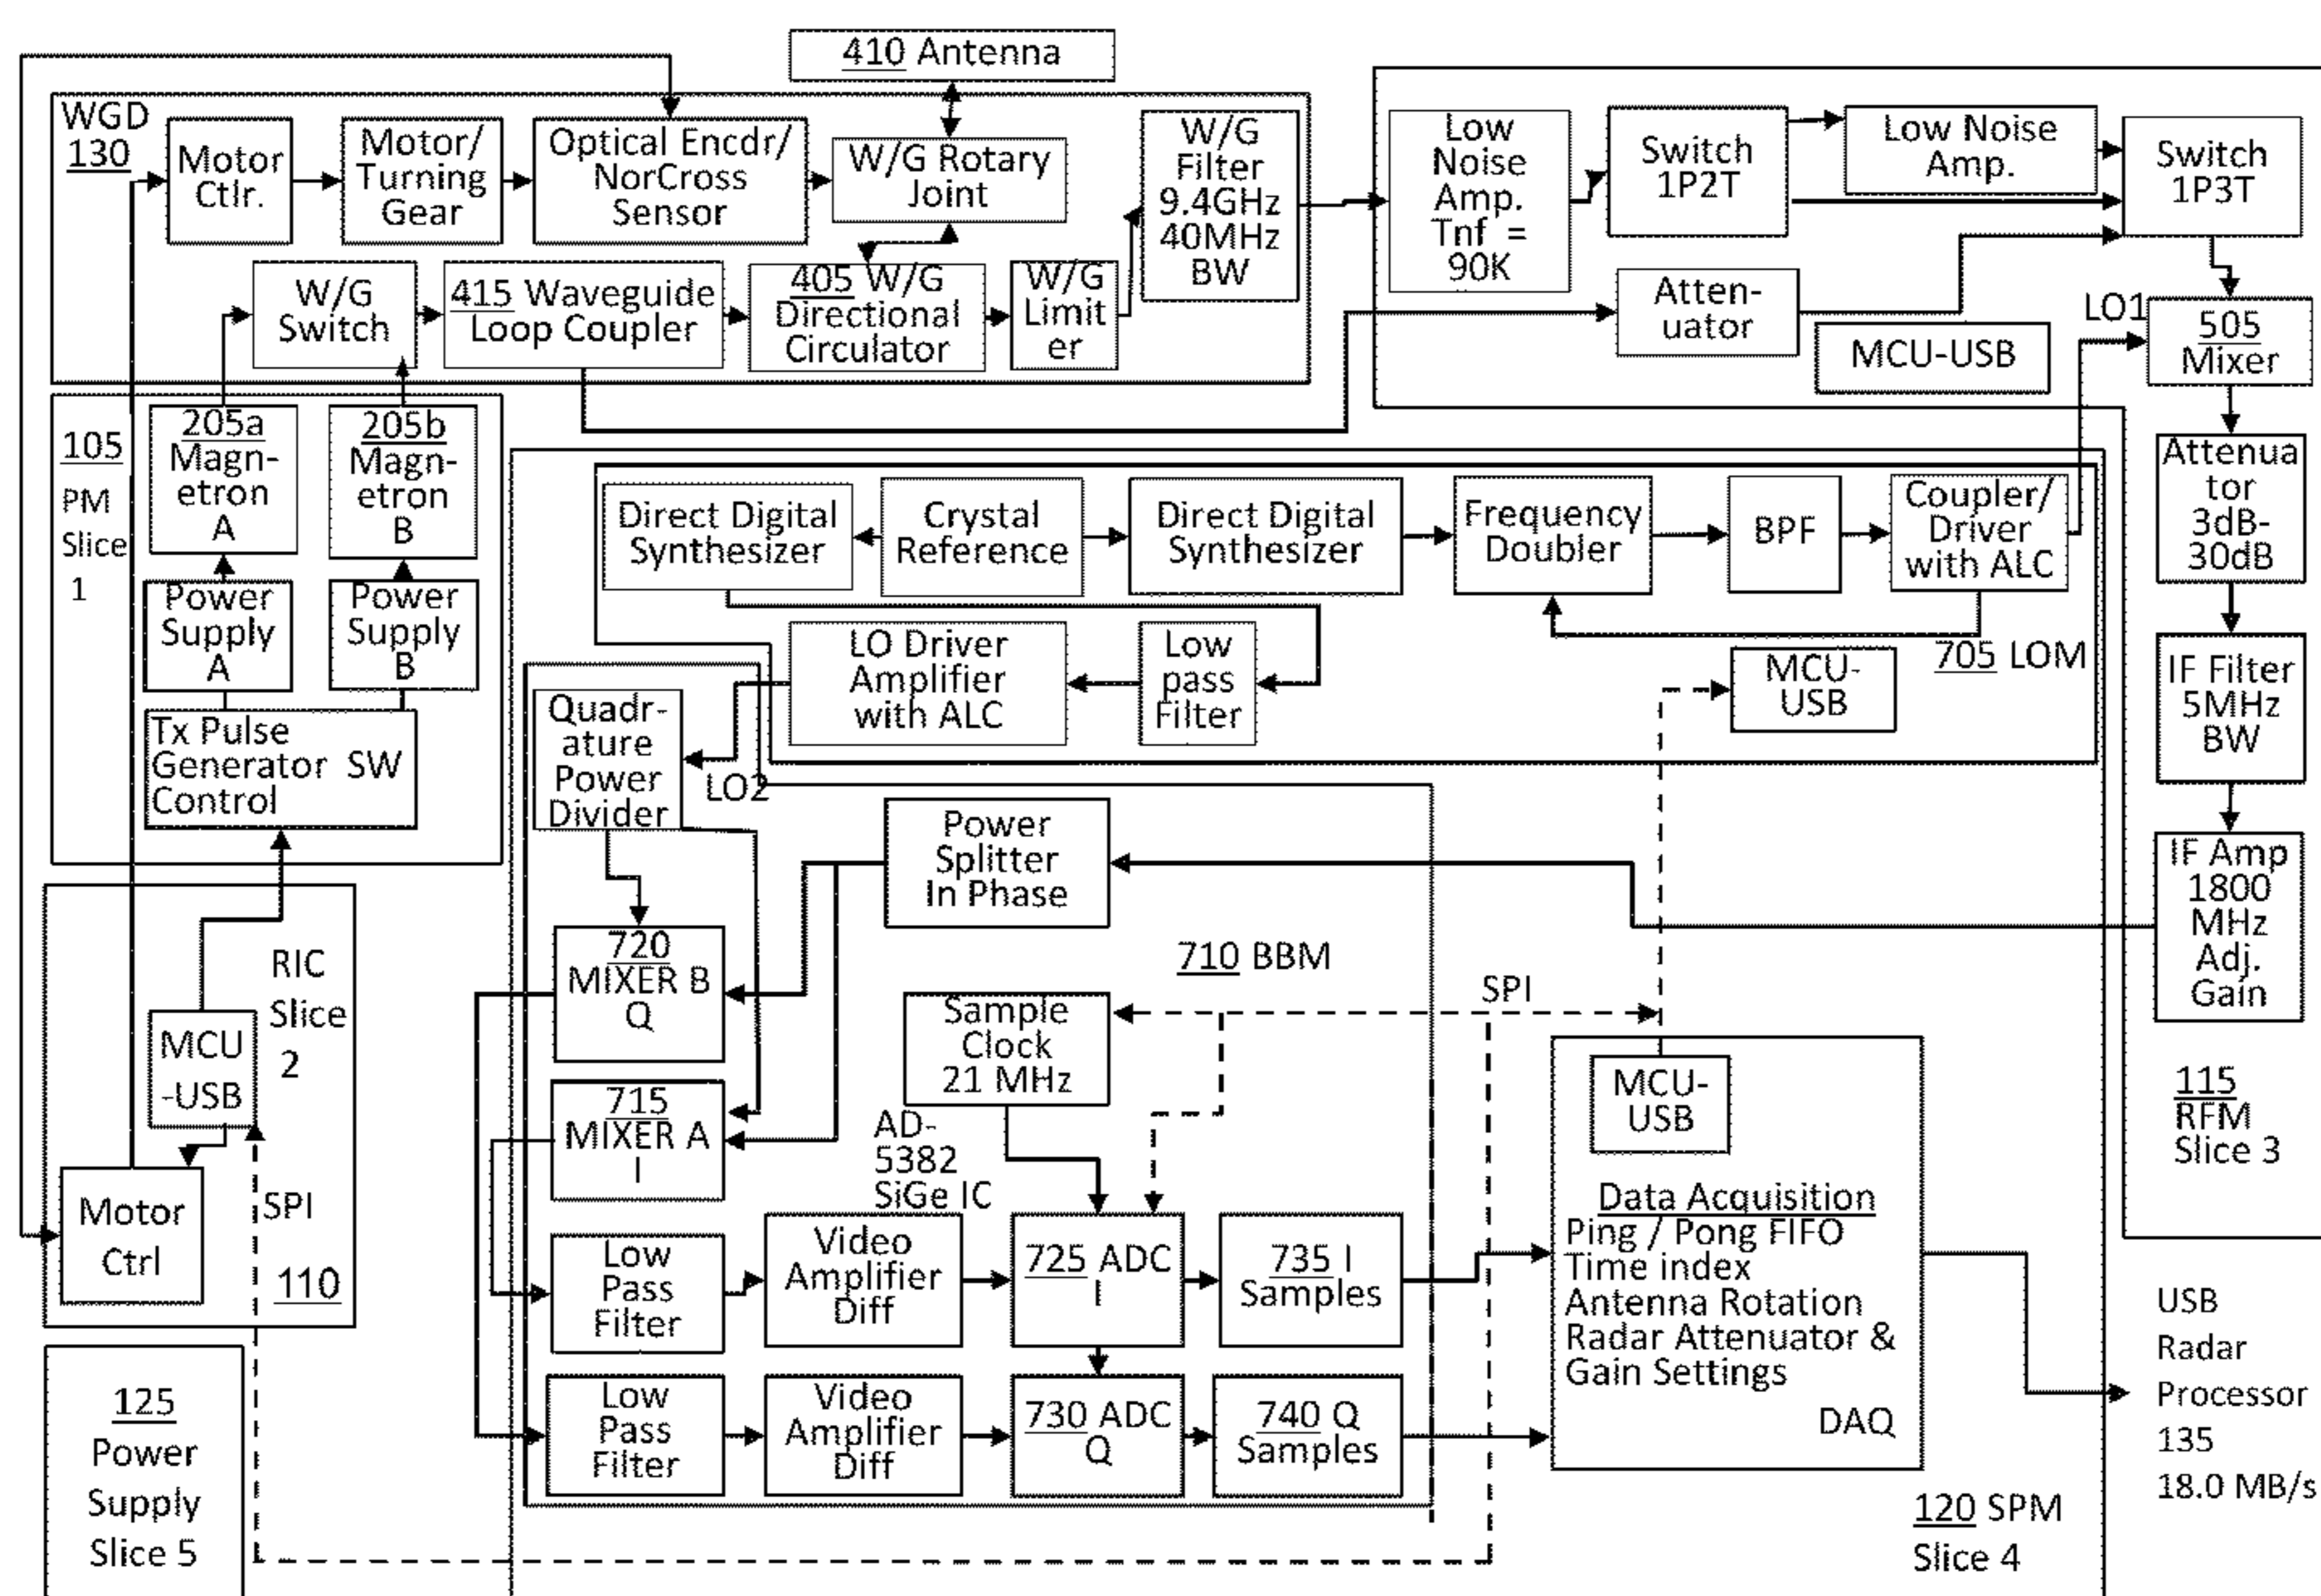 410 Antenna
WGD
130
Motor
Ctlr.
Motor/
Turning
Gear
Optical Encdr/
NorCross
Sensor
W/G Rotary
Joint
W/G
Filter
9.4GHz
40MHz
BW
Low
Noise
Amp.
Tnf =
90K
Switch
1P2T
Low Noise
Amp.
Switch
1P3T
W/G
Switch
415 Waveguide
Loop Coupler
405 W/G
Directional
Circulator
W/G
Limit
er
Atten-
uator
MCU-USB
LO1
505
Mixer
105
PM
Slice
1
205a
Magn-
etron
A
205b
Magn-
etron
B
Power
Supply
A
Power
Supply
B
Tx Pulse
Generator SW
Control
Direct Digital
Synthesizer
Crystal
Reference
Direct Digital
Synthesizer
Frequency
Doubler
BPF
Coupler/
Driver
with ALC
Attenua
tor
3dB-
30dB
LO Driver
Amplifier
with ALC
Low
pass
Filter
705 LOM
MCU-
USB
IF Filter
5MHz
BW
Quadr-
ature
Power
Divider
LO2
Power
Splitter
In Phase
IF Amp
1800
MHz
Adj.
Gain
RIC
Slice
2
MCU
-USB
Motor
Ctrl
SPI
110
720
MIXER B
Q
715
MIXER A
I
710 BBM
Sample
Clock
21 MHz
SPI
AD-
5382
SiGe IC
115
RFM
Slice 3
MCU-
USB
Data Acquisition
Ping / Pong FIFO
Time index
Antenna Rotation
Radar Attenuator &
Gain Settings
DAQ
Low
Pass
Filter
Video
Amplifier
Diff
725 ADC
I
735 I
Samples
Low
Pass
Filter
Video
Amplifier
Diff
730 ADC
Q
740 Q
Samples
125
Power
Supply
Slice 5
USB
Radar
Processor
135
18.0 MB/s
120 SPM
Slice 4